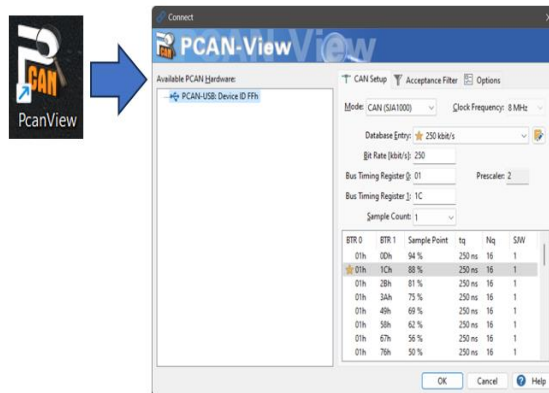 CAN
PcanView
Connect
PCAN-View
Available PCAN Hardware:
PCAN-USB: Device ID FFh
CAN Setup Acceptance Filter Options
Mode: CAN (SJA1000) Clock Frequency: 8 MHz
Database Entry: 250 kbit/s
Bit Rate [kbit/s]: 250
Bus Timing Register 0: 01 Prescaler: 2
Bus Timing Register 1: 1C
Sample Count: 1
BTR 0 BTR 1 Sample Point tq Nq SJW
01h 0Dh 94 % 250 ns 16 1
01h 1Ch 88 % 250 ns 16 1
01h 2Bh 81 % 250 ns 16 1
01h 3Ah 75 % 250 ns 16 1
01h 49h 69 % 250 ns 16 1
01h 58h 62 % 250 ns 16 1
01h 67h 56 % 250 ns 16 1
01h 76h 50 % 250 ns 16 1
OK Cancel Help